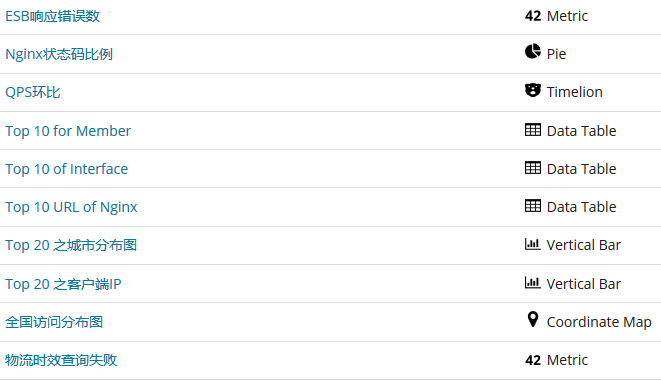 ESB响应错误数 42 Metric
Nginx状态码比例 Pie
QPS环比 Timelion
Top 10 for Member Data Table
Top 10 of Interface Data Table
Top 10 URL of Nginx Data Table
Top 20 之城市分布图 Vertical Bar
Top 20 之客户端IP Vertical Bar
全国访问分布图 Coordinate Map
物流时效查询失败 42 Metric